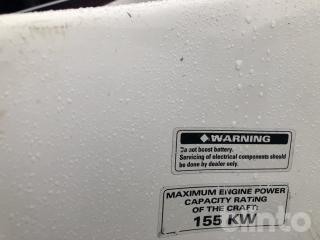 WARNING
Do not boost battery.
Servicing of electrical components should
be done by dealer only.
MAXIMUM ENGINE POWER
CAPACITY RATING
OF THE CRAFT:
155 KW
klinto